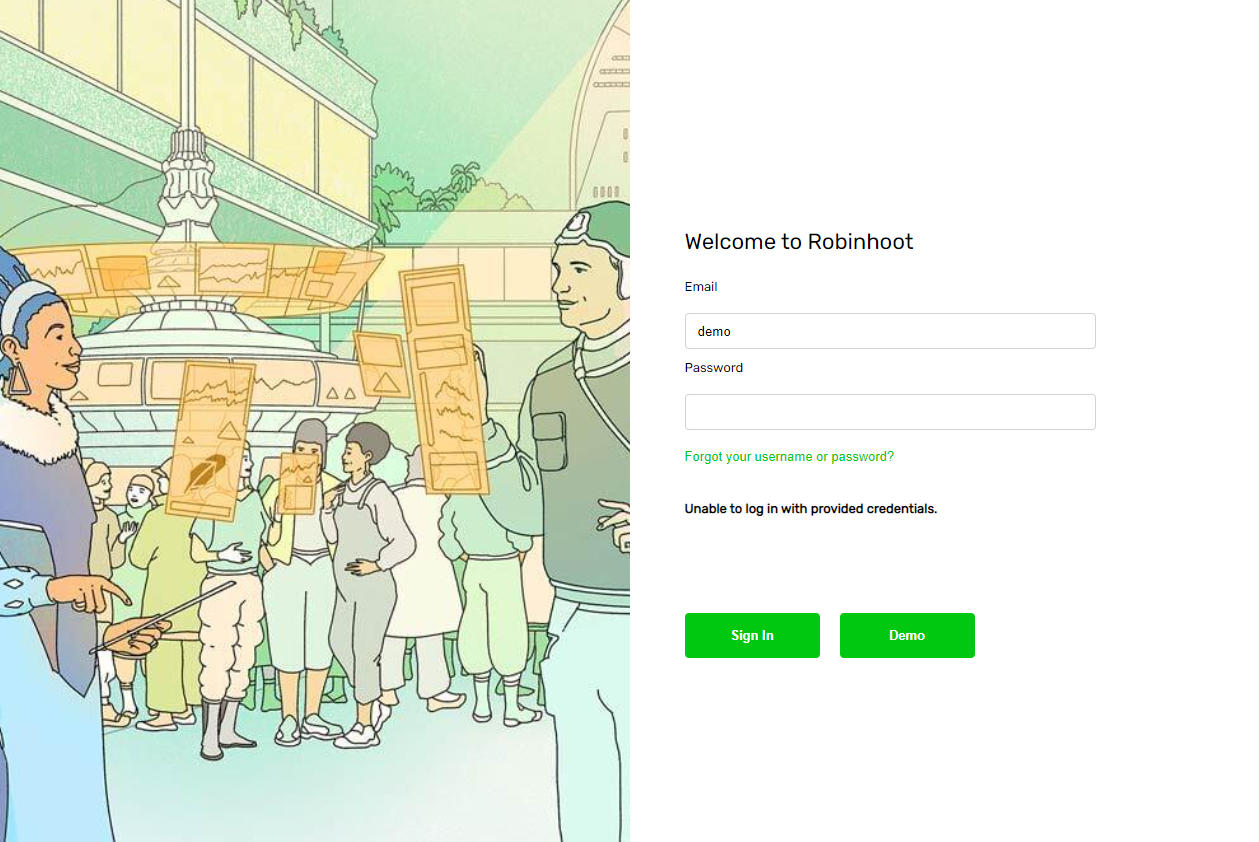 Welcome to Robinhoot
Email
demo
Password
Forgot your username or password?
Unable to log in with provided credentials.
Sign In
Demo